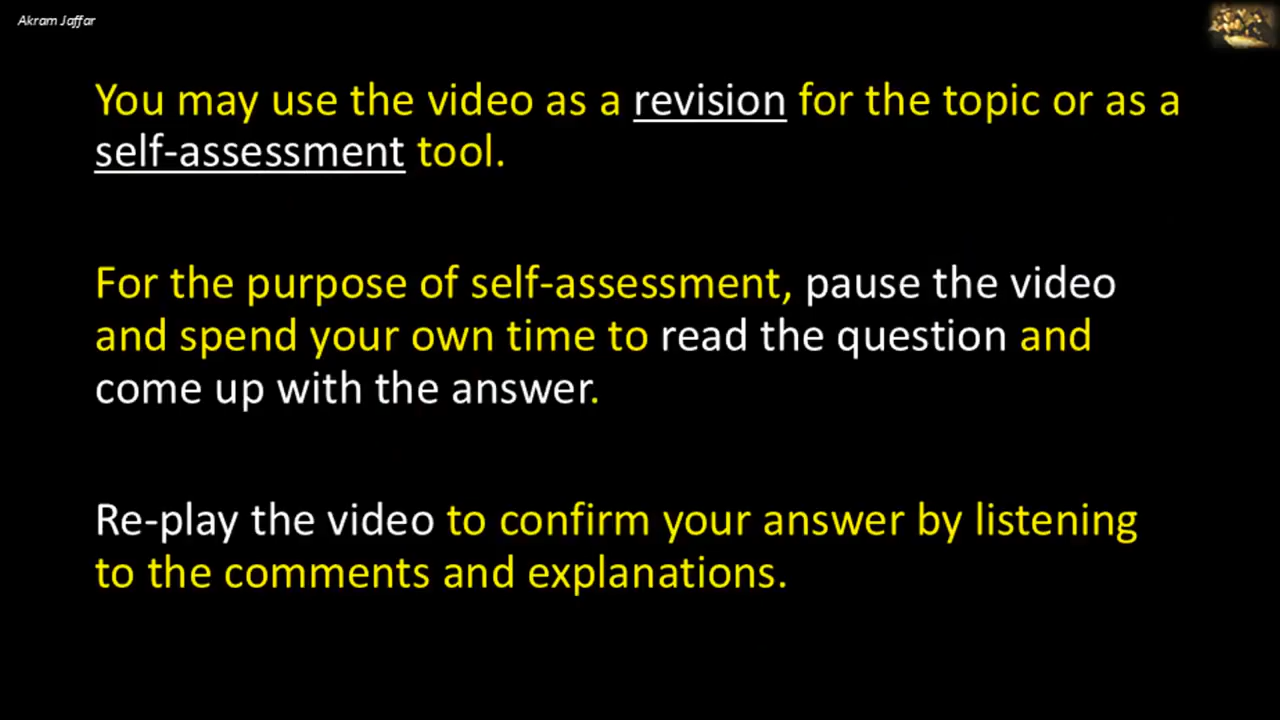 Akram Jaffar
You may use the video as a revision for the topic or as a
self-assessment tool.
For the purpose of self-assessment, pause the video
and spend your own time to read the question and
come up with the answer.
Re-play the video to confirm your answer by listening
to the comments and explanations.